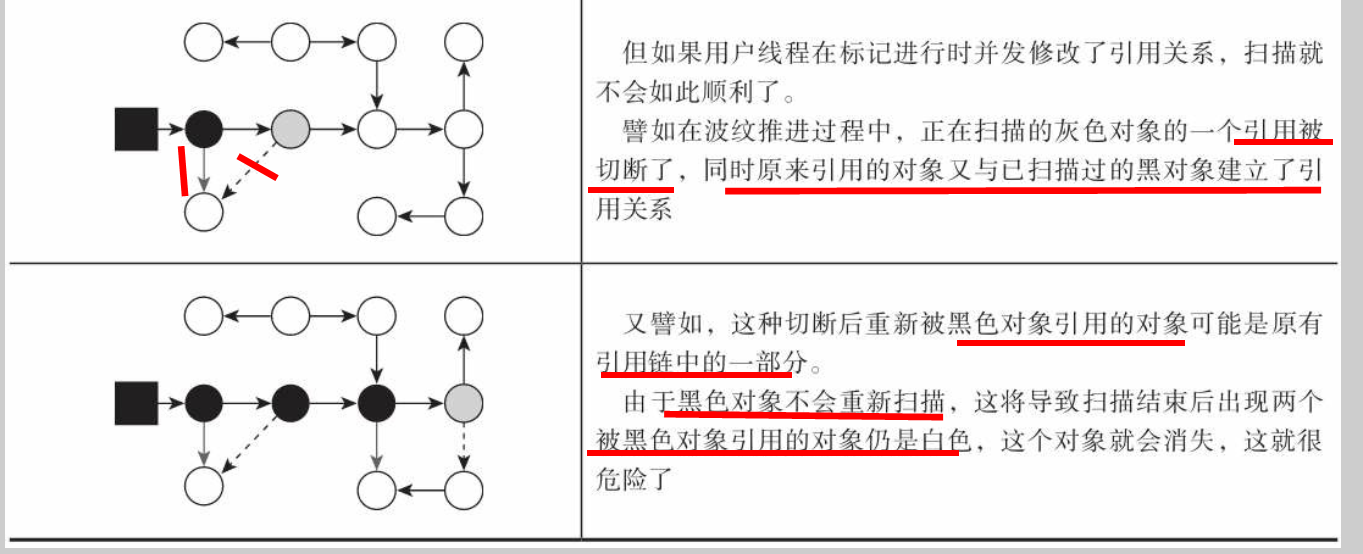 但如果用户线程在标记进行时并发修改了引用关系，扫描就
不会如此顺利了。
譬如在波纹推进过程中，正在扫描的灰色对象的一个引用被
切断了，同时原来引用的对象又与已扫描过的黑对象建立了引
用关系
又譬如，这种切断后重新被黑色对象引用的对象可能是原有
引用链中的一部分。
由于黑色对象不会重新扫描，这将导致扫描结束后出现两个
被黑色对象引用的对象仍是白色，这个对象就会消失，这就很
危险了